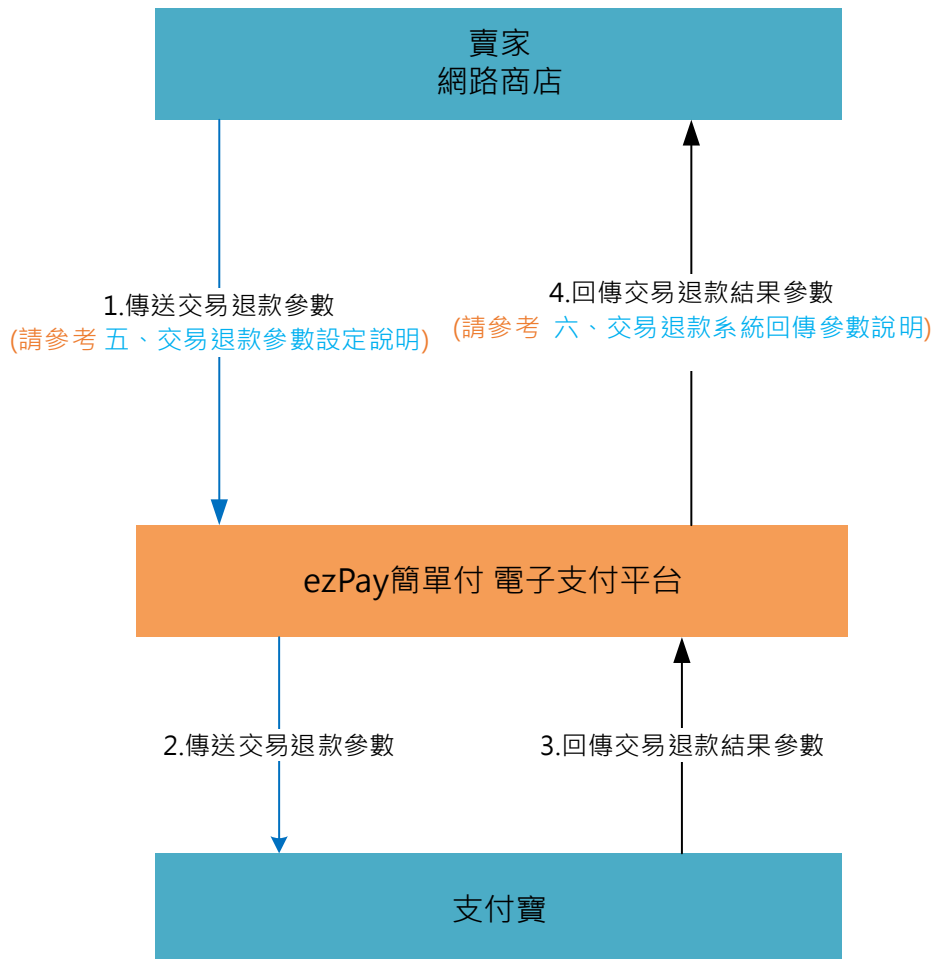 賣家
網路商店
1.傳送交易退款參數
(請參考 五、交易退款參數設定說明)
4.回傳交易退款結果參數
(請參考 六、交易退款系統回傳參數說明)
ezPay簡單付 電子支付平台
2.傳送交易退款參數
3.回傳交易退款結果參數
支付寶